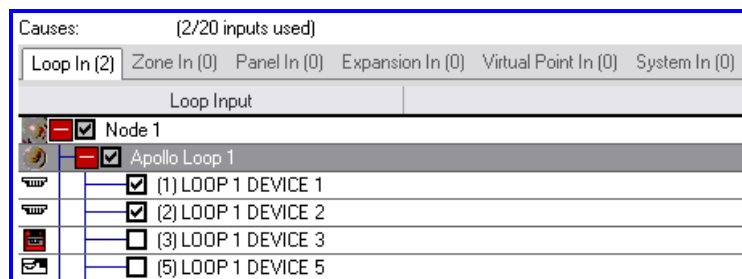 Causes: (2/20 inputs used)
Loop In (2) Zone In (0) Panel In (0) Expansion In (0) Virtual Point In (0) System In (0)
Loop Input
Node 1
Apollo Loop 1
(1) LOOP 1 DEVICE 1
(2) LOOP 1 DEVICE 2
(3) LOOP 1 DEVICE 3
(5) LOOP 1 DEVICE 5